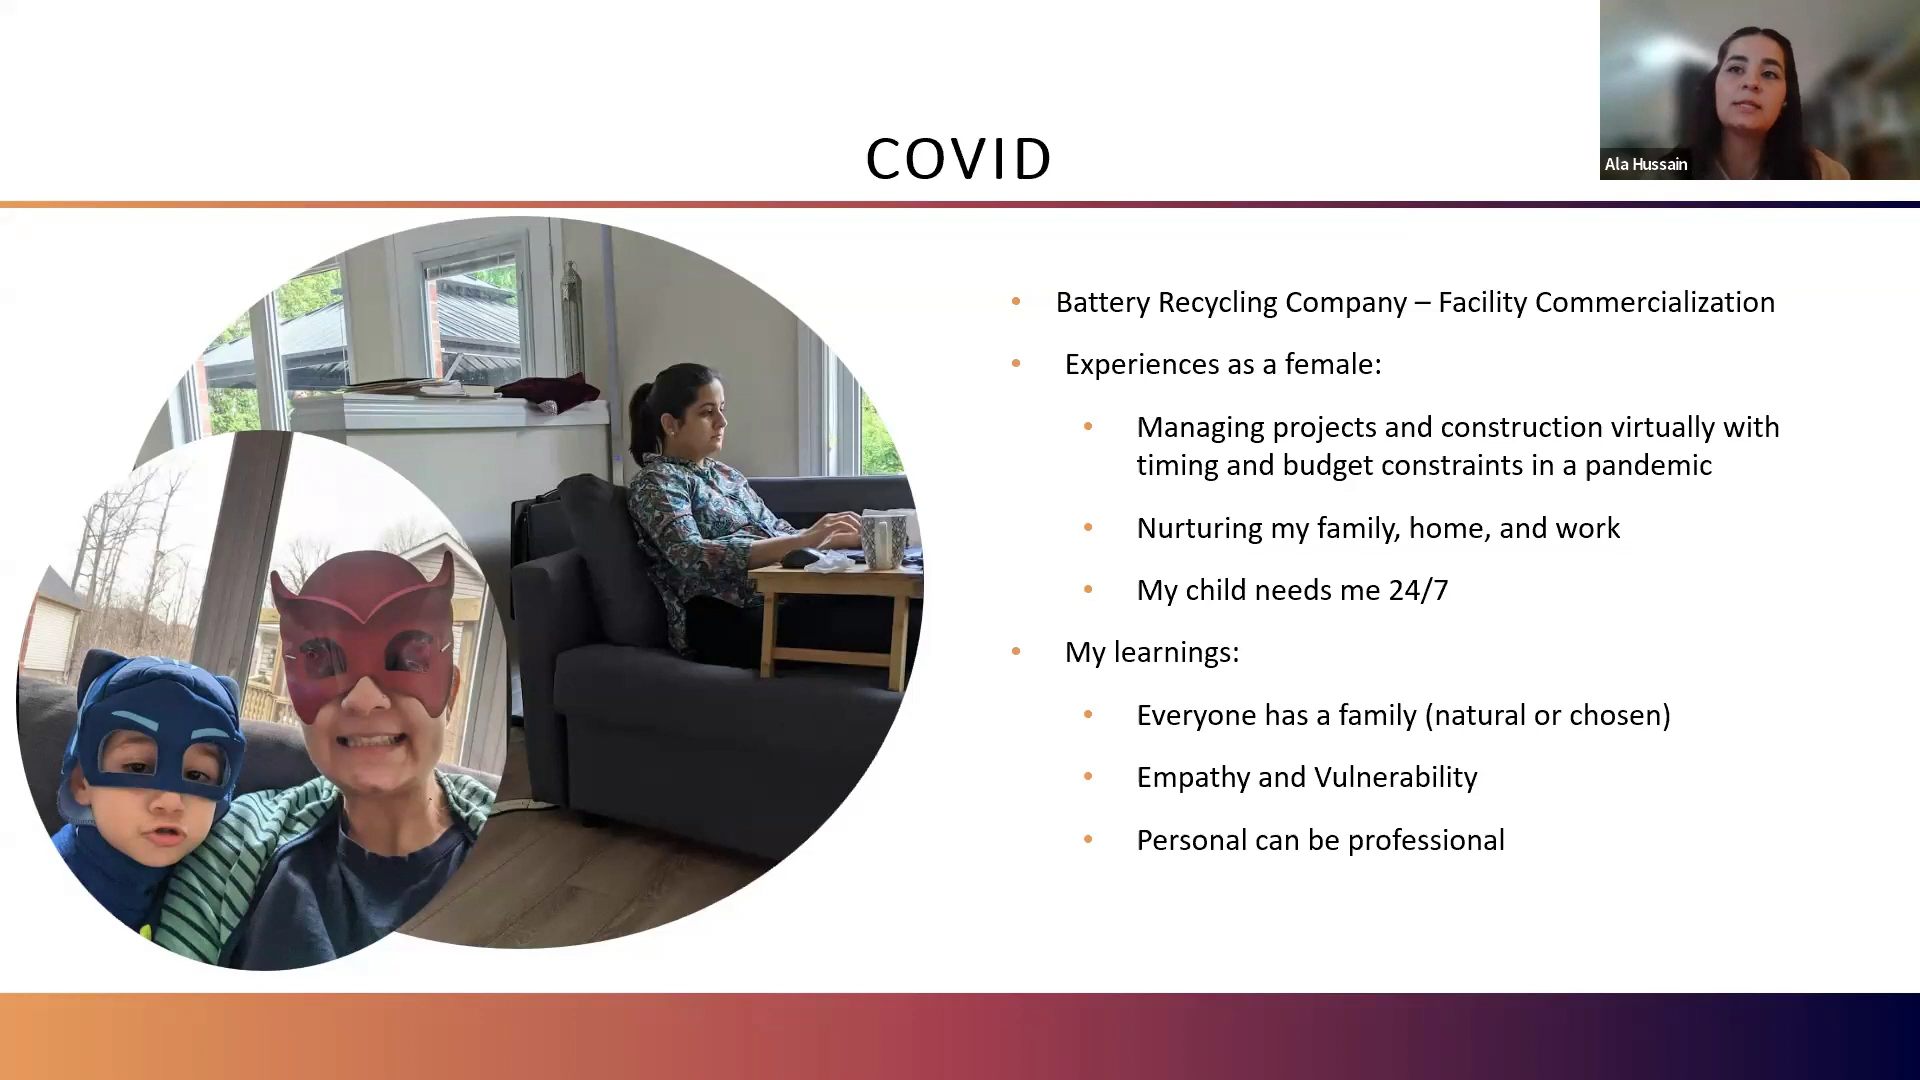 Ala Hussain
COVID
• Battery Recycling Company – Facility Commercialization
• Experiences as a female:
• Managing projects and construction virtually with
timing and budget constraints in a pandemic
• Nurturing my family, home, and work
• My child needs me 24/7
• My learnings:
• Everyone has a family (natural or chosen)
• Empathy and Vulnerability
• Personal can be professional